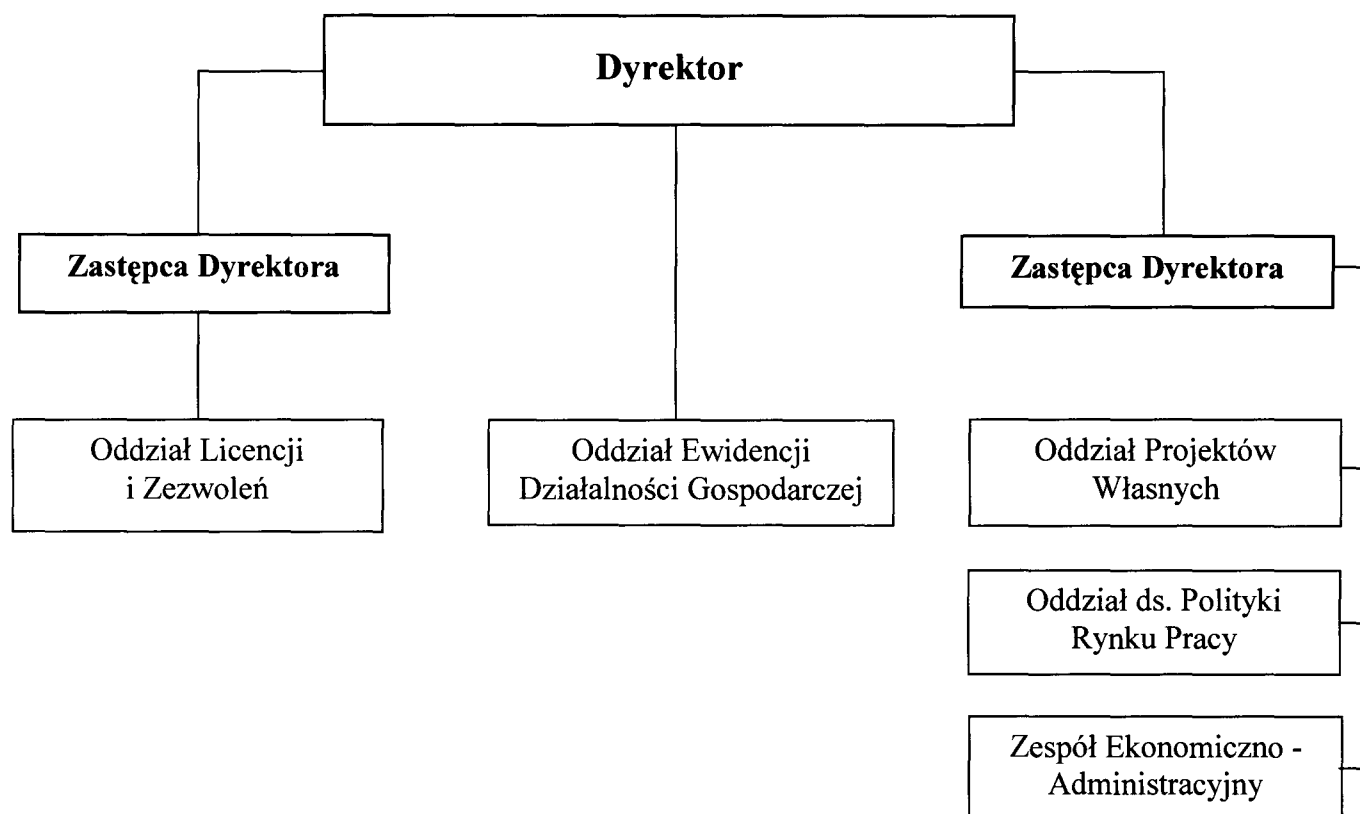 Dyrektor
Zastępca Dyrektora
Zastępca Dyrektora
Oddział Licencji
i Zezwoleń
Oddział Ewidencji
Działalności Gospodarczej
Oddział Projektów
Własnych
Oddział ds. Polityki
Rynku Pracy
Zespół Ekonomiczno -
Administracyjny